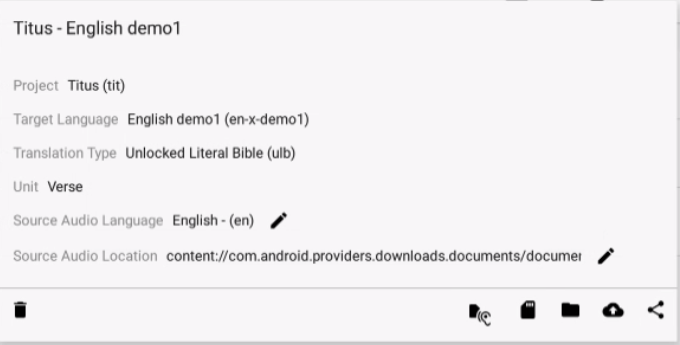 Titus - English demo1
Project Titus (tit)
Target Language English demo1 (en-x-demo1)
Translation Type Unlocked Literal Bible (ulb)
Unit Verse
Source Audio Language English - (en)
Source Audio Location content://com.android.providers.downloads.documents/documer